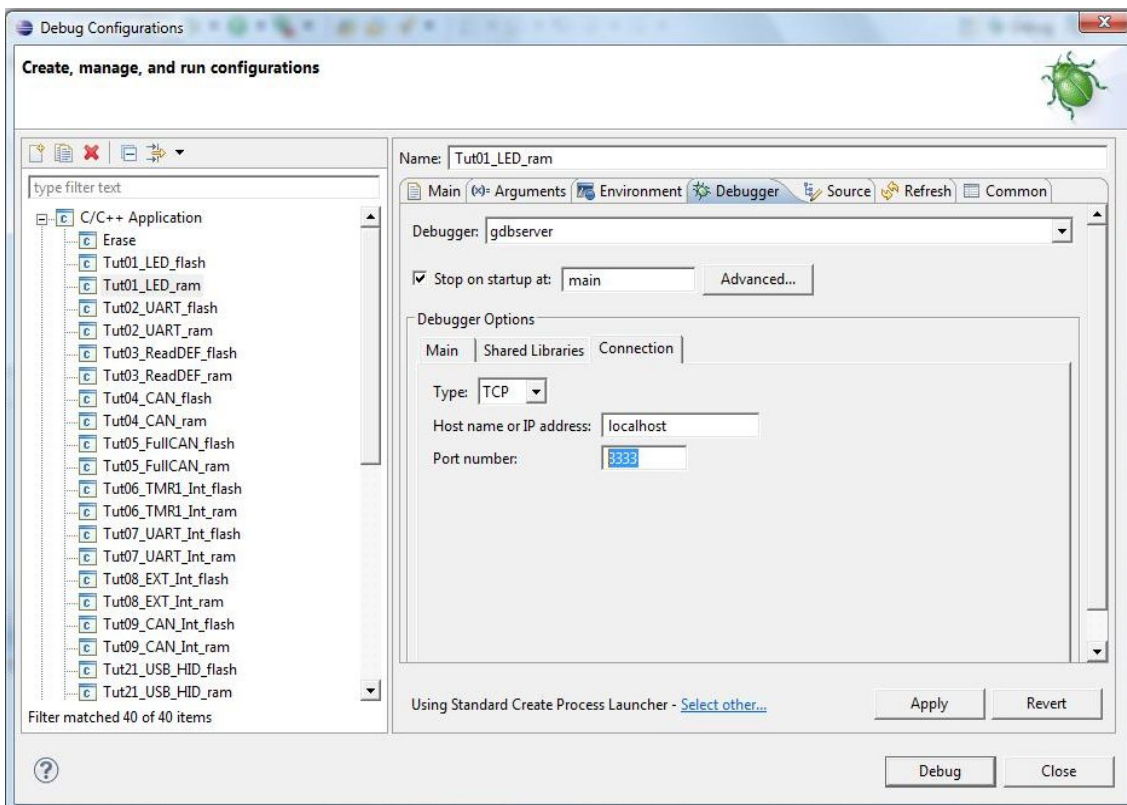 Debug Configurations
Create, manage, and run configurations
type filter text
C/C++ Application
Erase
Tut01_LED_flash
Tut01_LED_ram
Tut02_UART_flash
Tut02_UART_ram
Tut03_ReadDEF_flash
Tut03_ReadDEF_ram
Tut04_CAN_flash
Tut04_CAN_ram
Tut05_FullCAN_flash
Tut05_FullCAN_ram
Tut06_TMR1_Int_flash
Tut06_TMR1_Int_ram
Tut07_UART_Int_flash
Tut07_UART_Int_ram
Tut08_EXT_Int_flash
Tut08_EXT_Int_ram
Tut09_CAN_Int_flash
Tut09_CAN_Int_ram
Tut21_USB_HID_flash
Tut21_USB_HID_ram
Filter matched 40 of 40 items
Name: Tut01_LED_ram
Main (x)= Arguments Environment Debugger Source Refresh Common
Debugger: gdbserver
Stop on startup at: main Advanced...
Debugger Options
Main Shared Libraries Connection
Type: TCP
Host name or IP address: localhost
Port number: 3333
Using Standard Create Process Launcher - Select other... Apply Revert
? Debug Close